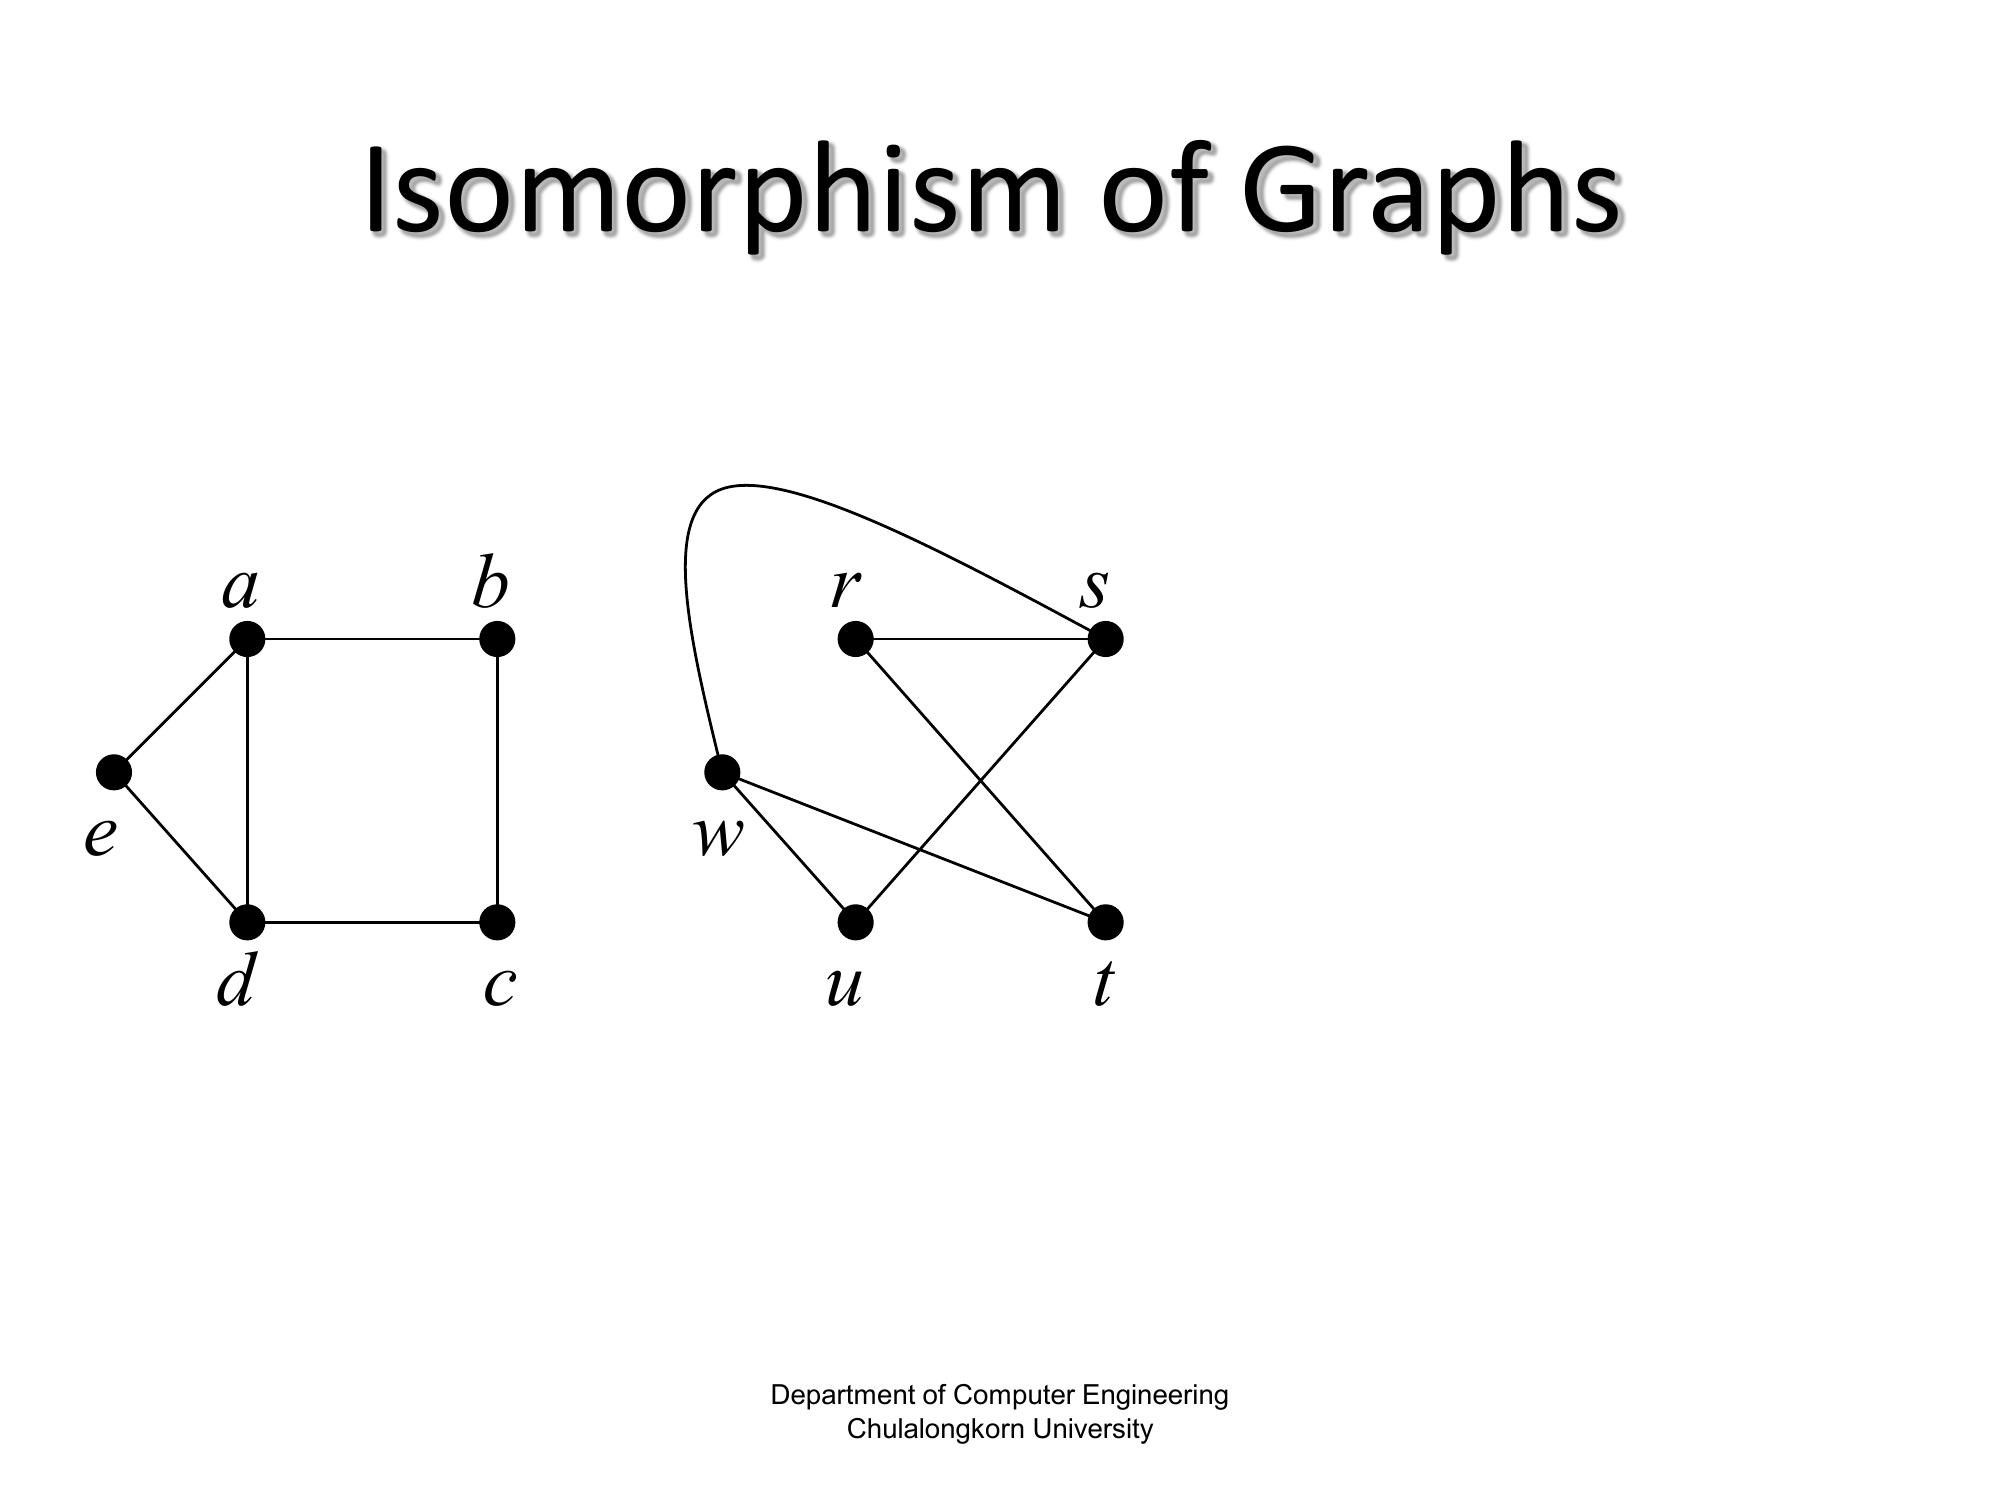 Isomorphism of Graphs
a b
e
d c
r s
w
u t
Department of Computer Engineering
Chulalongkorn University